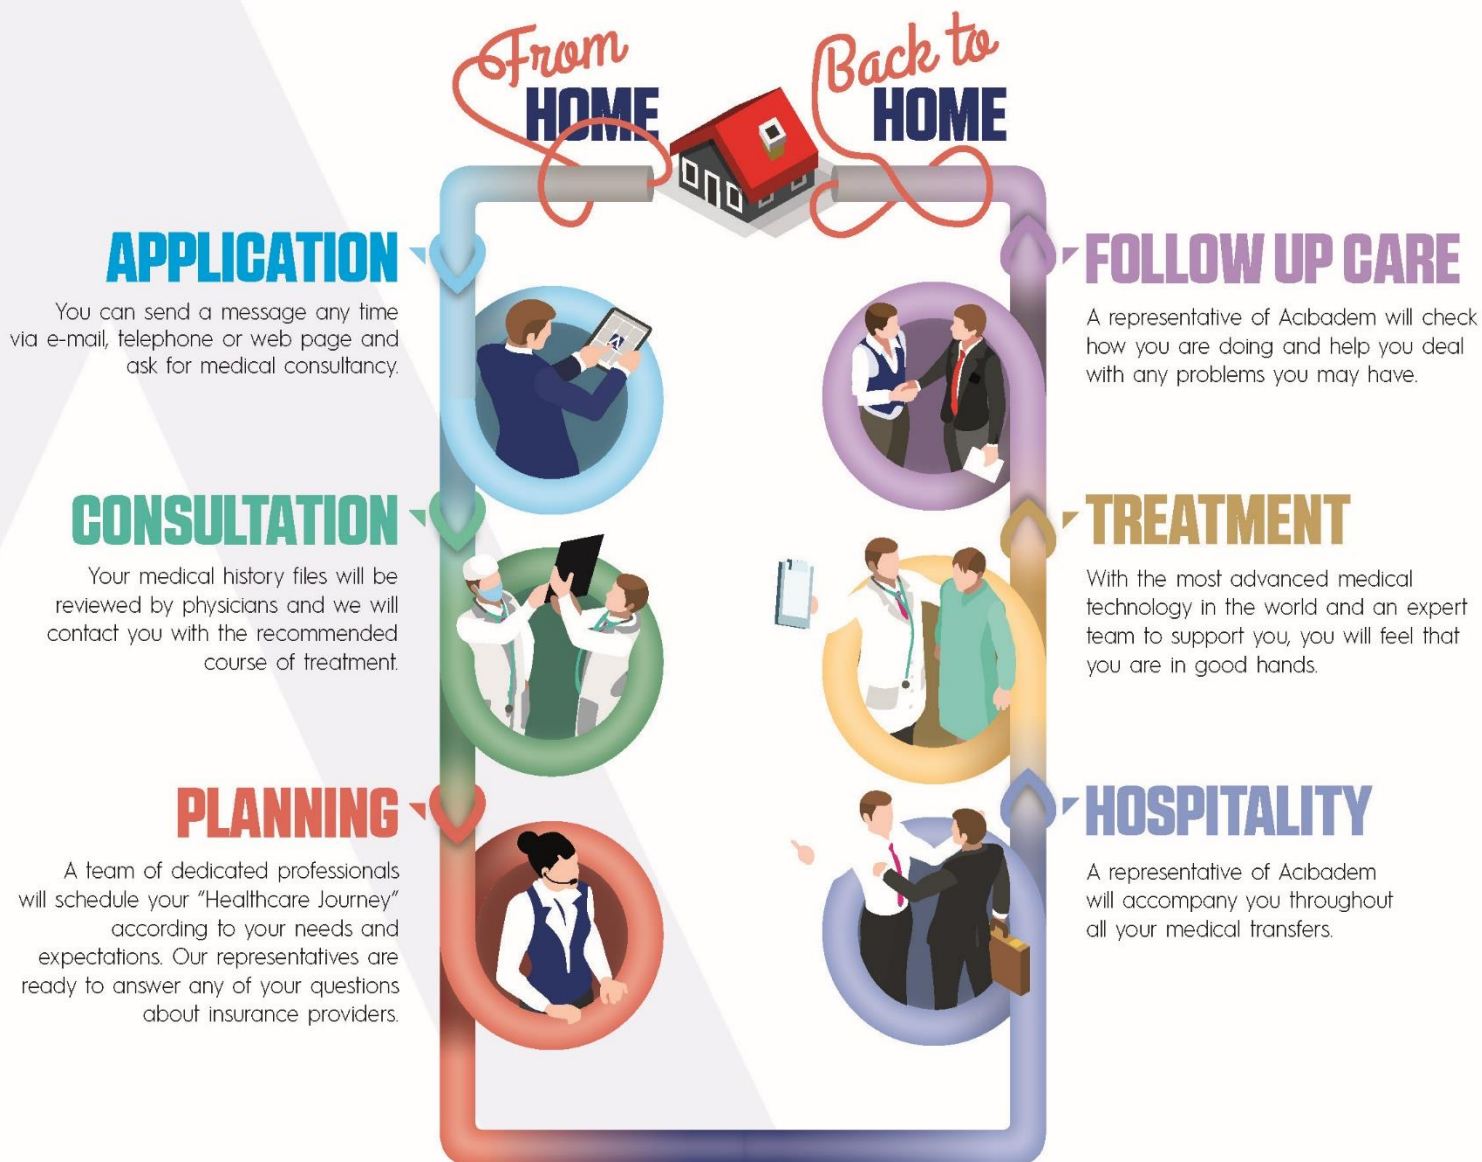 From
HOME
Back to
HOME
APPLICATION
You can send a message any time
via e-mail, telephone or web page and
ask for medical consultancy.
CONSULTATION
Your medical history files will be
reviewed by physicians and we will
contact you with the recommended
course of treatment.
PLANNING
A team of dedicated professionals
will schedule your “Healthcare Journey”
according to your needs and
expectations. Our representatives are
ready to answer any of your questions
about insurance providers.
HOSPITALITY
A representative of Acıbadem
will accompany you throughout
all your medical transfers.
TREATMENT
With the most advanced medical
technology in the world and an expert
team to support you, you will feel that
you are in good hands.
FOLLOW UP CARE
A representative of Acıbadem will check
how you are doing and help you deal
with any problems you may have.